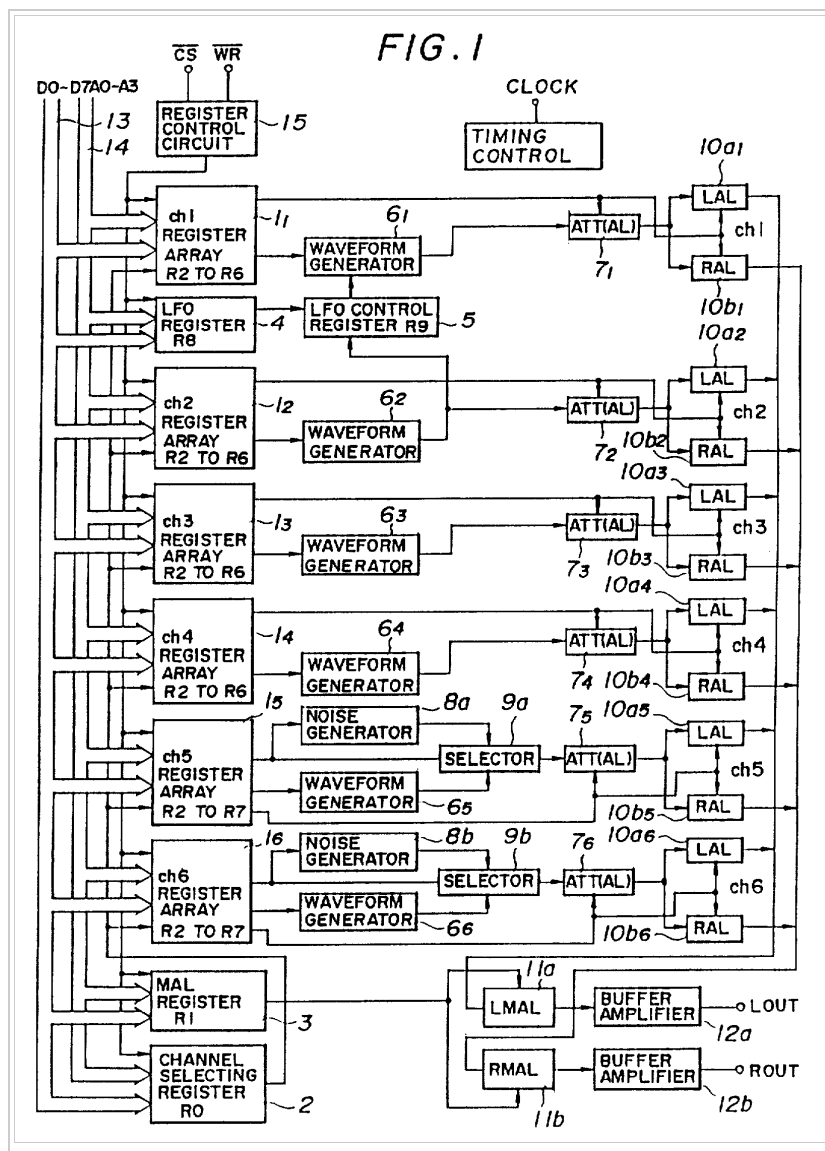 FIG. 1
CS WR
D0~D7 A0~A3
CLOCK
13
14
REGISTER
CONTROL
CIRCUIT
15
TIMING
CONTROL
10a1
ch1
REGISTER
ARRAY
R2 TO R6
11
WAVEFORM
GENERATOR
61
ATT(AL)
71
LAL
ch1
RAL
10b1
LFO
REGISTER
R8
4
LFO CONTROL
REGISTER R9
5
10a2
ch2
REGISTER
ARRAY
R2 TO R6
12
WAVEFORM
GENERATOR
62
ATT(AL)
72
LAL
ch2
10b2
RAL
10a3
ch3
REGISTER
ARRAY
R2 TO R6
13
WAVEFORM
GENERATOR
63
ATT(AL)
73
LAL
ch3
10b3
RAL
10a4
ch4
REGISTER
ARRAY
R2 TO R6
14
WAVEFORM
GENERATOR
64
ATT(AL)
74
LAL
ch4
10b4
RAL
10a5
15
ch5
REGISTER
ARRAY
R2 TO R7
NOISE
GENERATOR
8a
WAVEFORM
GENERATOR
65
SELECTOR
9a
ATT(AL)
75
LAL
ch5
10b5
RAL
10a6
16
ch6
REGISTER
ARRAY
R2 TO R7
NOISE
GENERATOR
8b
WAVEFORM
GENERATOR
66
SELECTOR
9b
ATT(AL)
76
LAL
ch6
10b6
RAL
MAL
REGISTER
R1
3
LMAL
11a
BUFFER
AMPLIFIER
12a
LOUT
CHANNEL
SELECTING
REGISTER
R0
2
RMAL
11b
BUFFER
AMPLIFIER
12b
ROUT